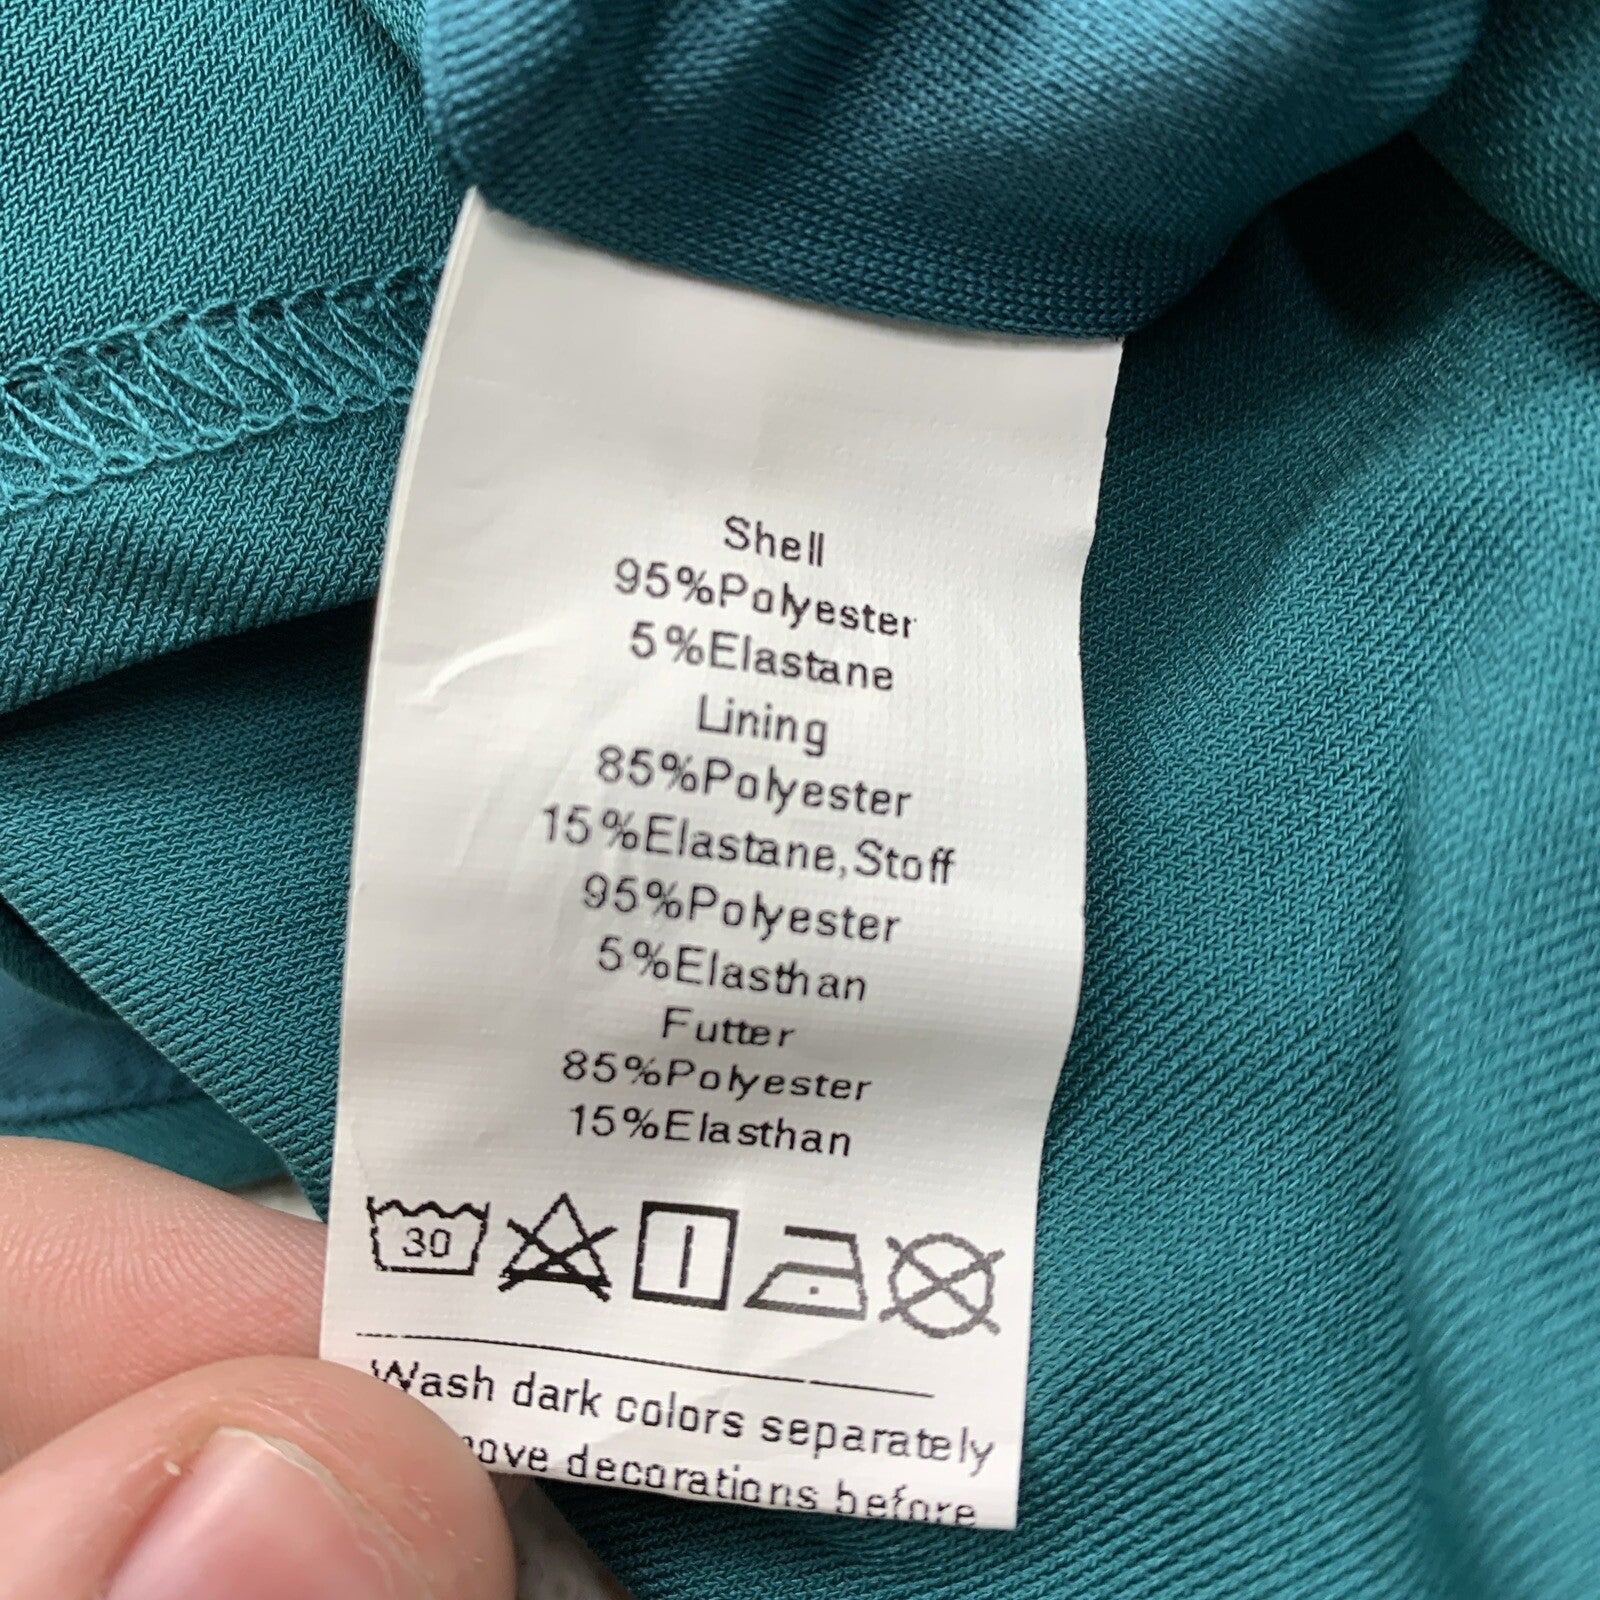 Shell
95%Polyester
5%Elastane
Lining
85%Polyester
15%Elastane,Stoff
95%Polyester
5%Elasthan
Futter
85%Polyester
15%Elasthan
30
Wash dark colors separately
decorations before